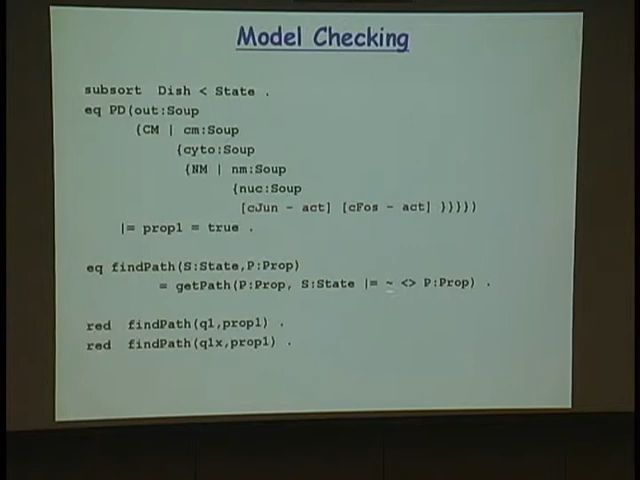 Model Checking
subsort Dish < State .
eq PD(out:Soup
{CM | cm:Soup
{cyto:Soup
{NM | nm:Soup
{nuc:Soup
[cJun - act] [cFos - act] }}}})
|= prop1 = true .
eq findPath(S:State,P:Prop)
= getPath(P:Prop, S:State |= ~ <> P:Prop) .
red findPath(q1,prop1) .
red findPath(q1x,prop1) .